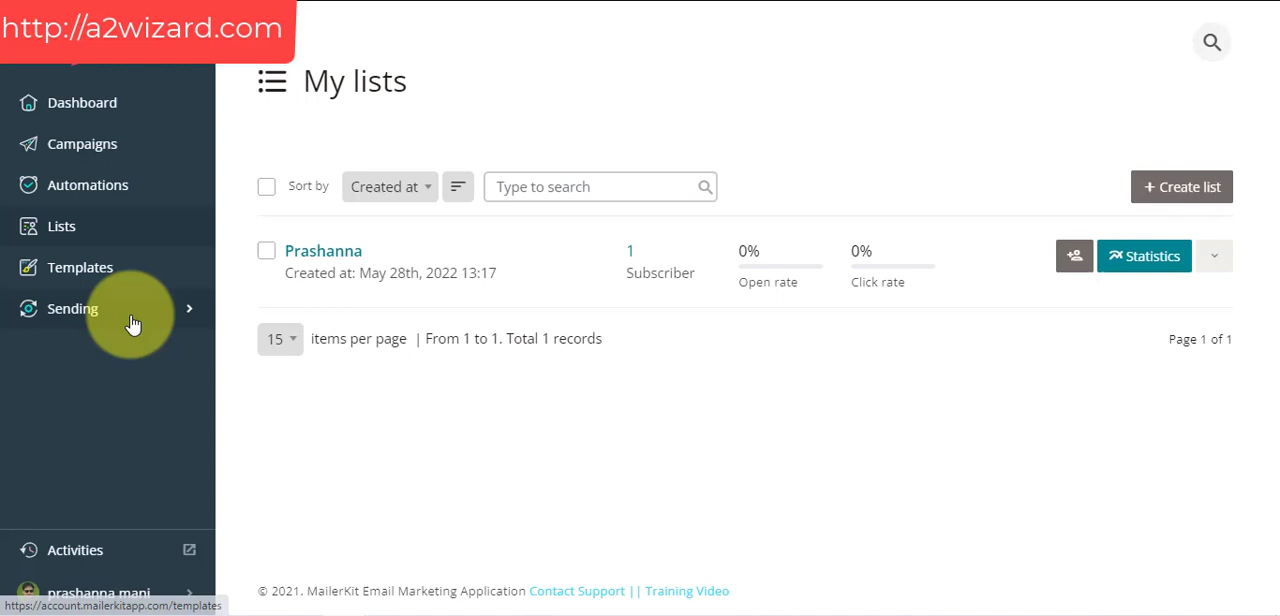 http://a2wizard.com
Dashboard
Campaigns
Automations
Lists
Templates
Sending
Activities
prashanna mani
https://account.mailerkitapp.com/templates
My lists
Sort by
Created at
Type to search
+ Create list
Prashanna
Created at: May 28th, 2022 13:17
1
Subscriber
0%
Open rate
0%
Click rate
Statistics
15
items per page | From 1 to 1. Total 1 records
Page 1 of 1
© 2021. MailerKit Email Marketing Application Contact Support || Training Video